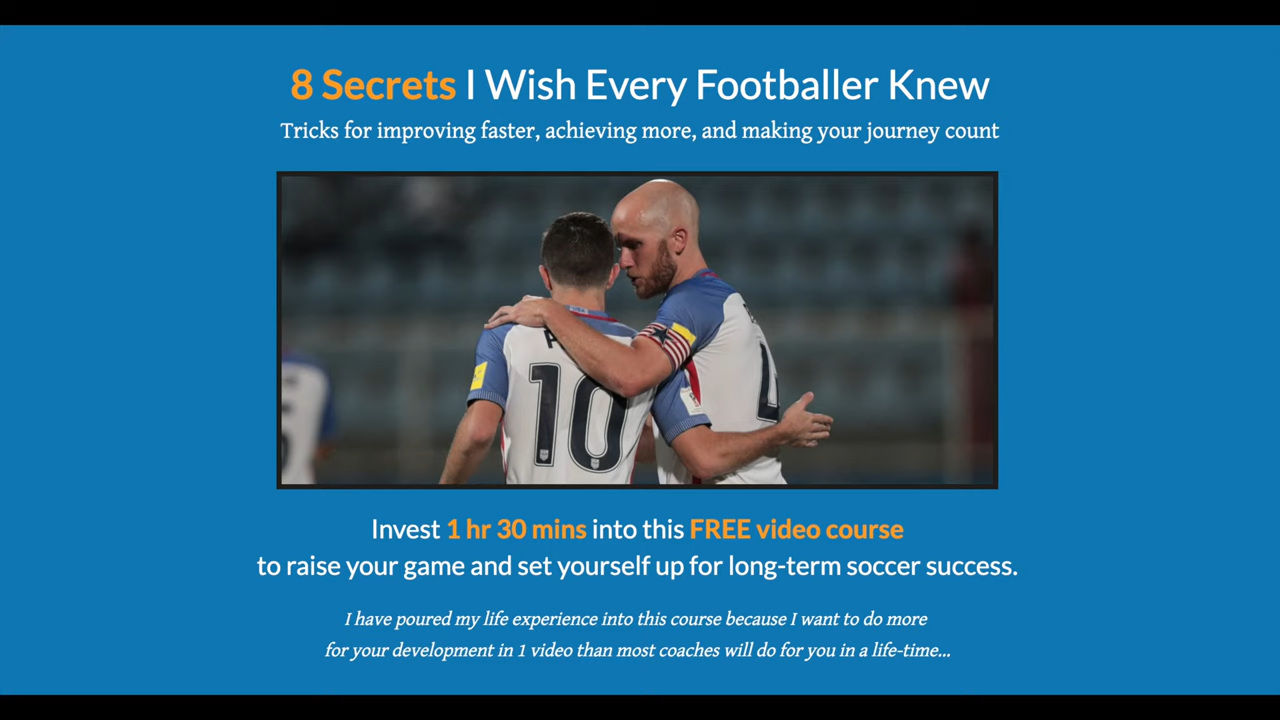 8 Secrets I Wish Every Footballer Knew
Tricks for improving faster, achieving more, and making your journey count
10
Invest 1 hr 30 mins into this FREE video course
to raise your game and set yourself up for long-term soccer success.
I have poured my life experience into this course because I want to do more
for your development in 1 video than most coaches will do for you in a life-time...